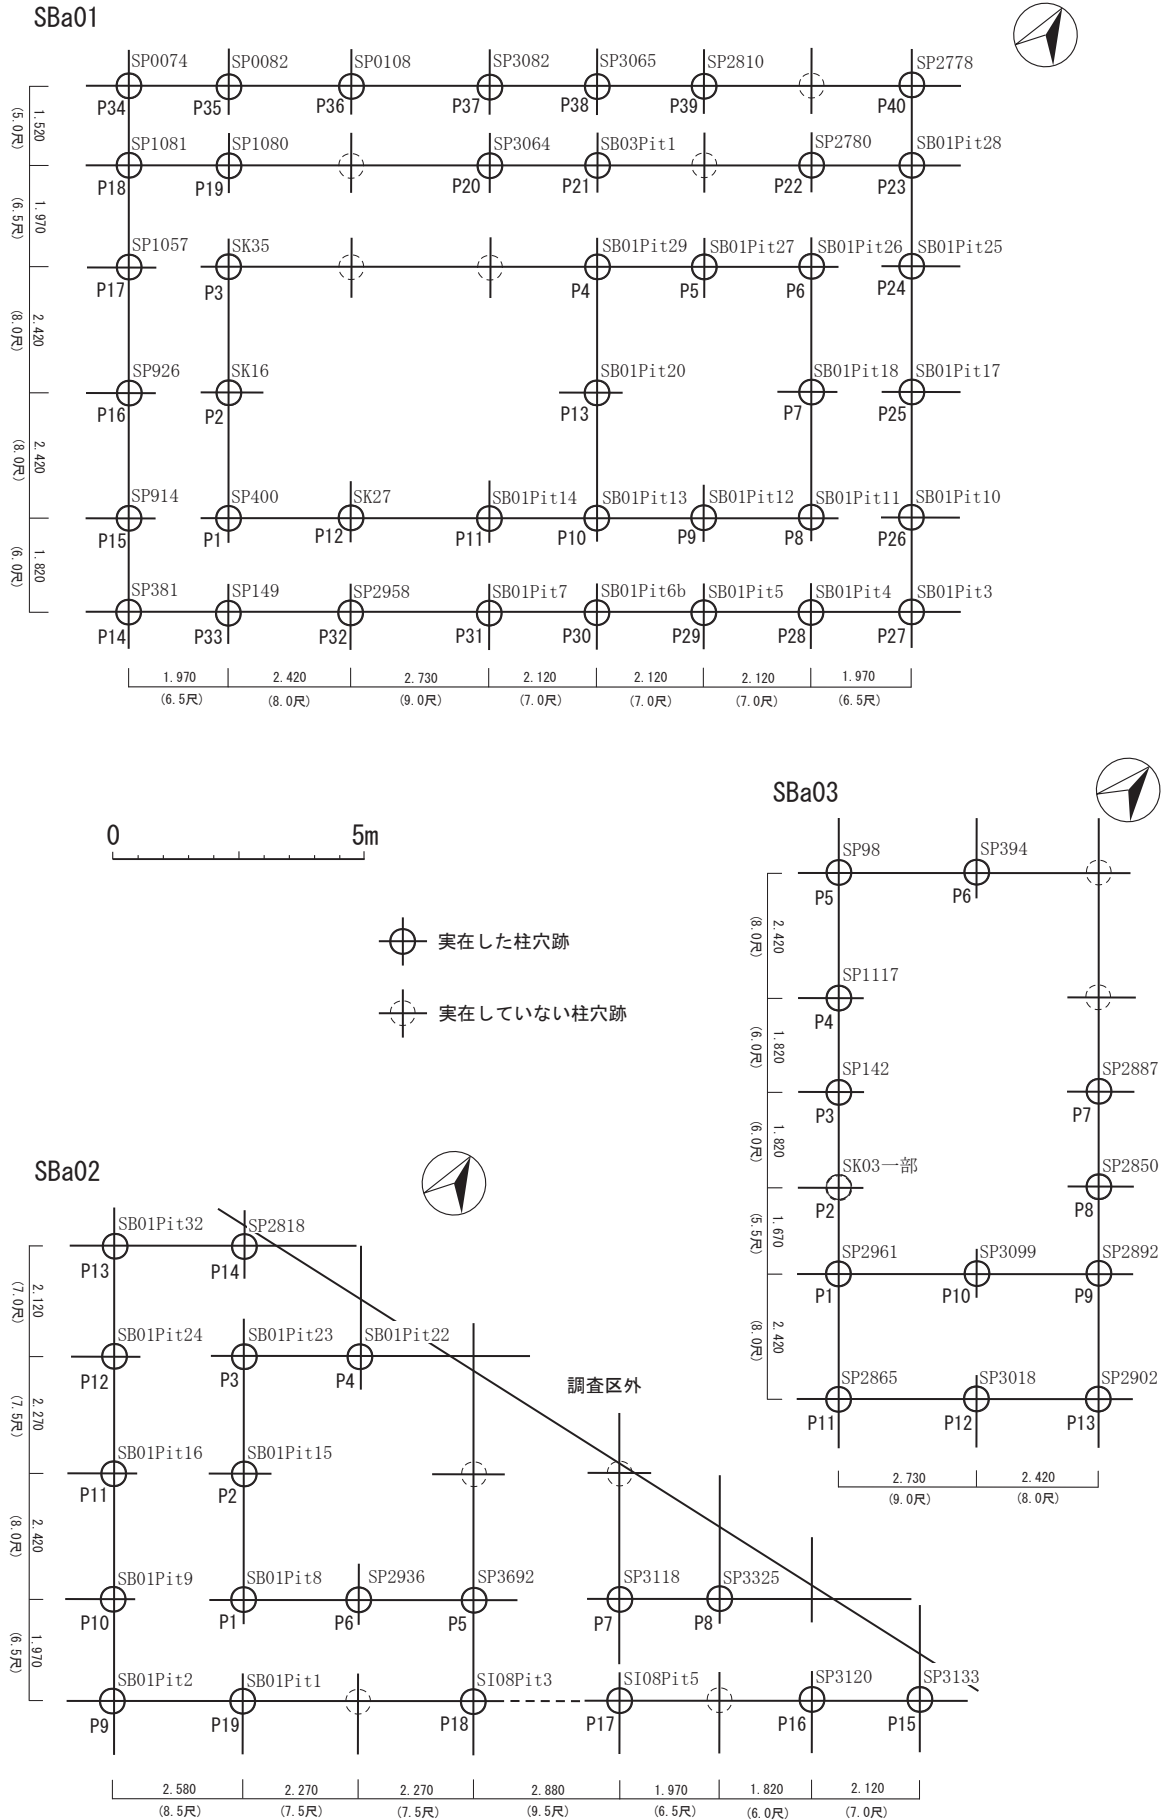 SBa01
SP0074 SP0082 SP0108 SP3082 SP3065 SP2810 SP2778
P34 P35 P36 P37 P38 P39 P40
1.520
(5.0尺)
SP1081 SP1080 SP3064 SB03Pit1 SP2780 SB01Pit28
P18 P19 P20 P21 P22 P23
1.970
(6.5尺)
SP1057 SK35 SB01Pit29 SB01Pit27 SB01Pit26 SB01Pit25
P17 P3 P4 P5 P6 P24
2.420
(8.0尺)
SP926 SK16 SB01Pit20 SB01Pit18 SB01Pit17
P16 P2 P13 P7 P25
2.420
(8.0尺)
SP914 SP400 SK27 SB01Pit14 SB01Pit13 SB01Pit12 SB01Pit11 SB01Pit10
P15 P1 P12 P11 P10 P9 P8 P26
1.820
(6.0尺)
SP381 SP149 SP2958 SB01Pit7 SB01Pit6b SB01Pit5 SB01Pit4 SB01Pit3
P14 P33 P32 P31 P30 P29 P28 P27
1.970 2.420 2.730 2.120 2.120 2.120 1.970
(6.5尺) (8.0尺) (9.0尺) (7.0尺) (7.0尺) (7.0尺) (6.5尺)
0 5m
実在した柱穴跡
実在していない柱穴跡
SBa03
SP98 SP394
P5 P6
2.420
(8.0尺)
SP1117
P4
1.820
(6.0尺)
SP142 SP2887
P3 P7
1.820
(6.0尺)
SK03一部 SP2850
P2 P8
1.670
(5.5尺)
SP2961 SP3099 SP2892
P1 P10 P9
2.420
(8.0尺)
SP2865 SP3018 SP2902
P11 P12 P13
2.730 2.420
(9.0尺) (8.0尺)
SBa02
SB01Pit32 SP2818
P13 P14
2.120
(7.0尺)
SB01Pit24 SB01Pit23 SB01Pit22
P12 P3 P4
調査区外
2.270
(7.5尺)
SB01Pit16 SB01Pit15
P11 P2
2.420
(8.0尺)
SB01Pit9 SB01Pit8 SP2936 SP3692 SP3118 SP3325
P10 P1 P6 P5 P7 P8
1.970
(6.5尺)
SB01Pit2 SB01Pit1 SI08Pit3 SI08Pit5 SP3120 SP3133
P9 P19 P18 P17 P16 P15
2.580 2.270 2.270 2.880 1.970 1.820 2.120
(8.5尺) (7.5尺) (7.5尺) (9.5尺) (6.5尺) (6.0尺) (7.0尺)